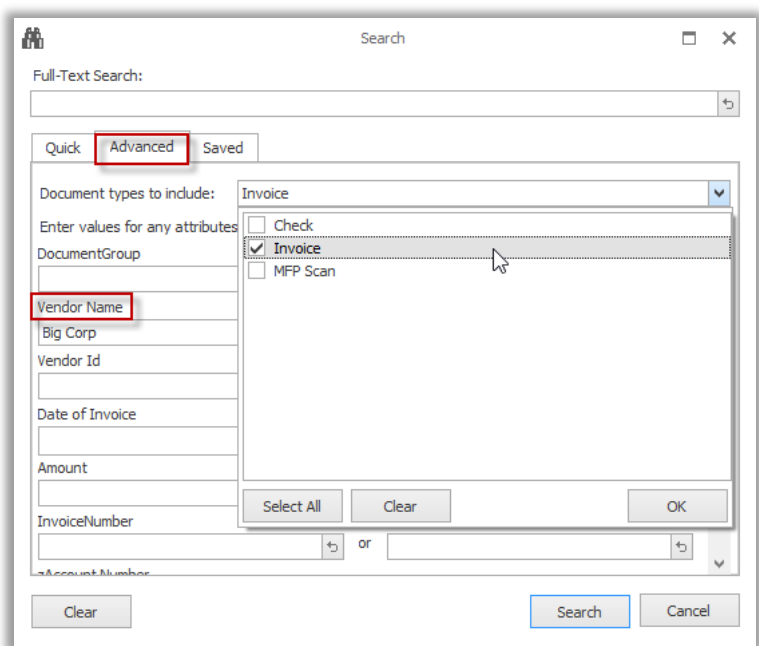 Search
Full-Text Search:
Quick Advanced Saved
Document types to include: Invoice
Enter values for any attributes
Check
Invoice
MFP Scan
DocumentGroup
Vendor Name
Big Corp
Vendor Id
Date of Invoice
Amount
Select All Clear OK
InvoiceNumber
or
zAccount Number
Clear Search Cancel